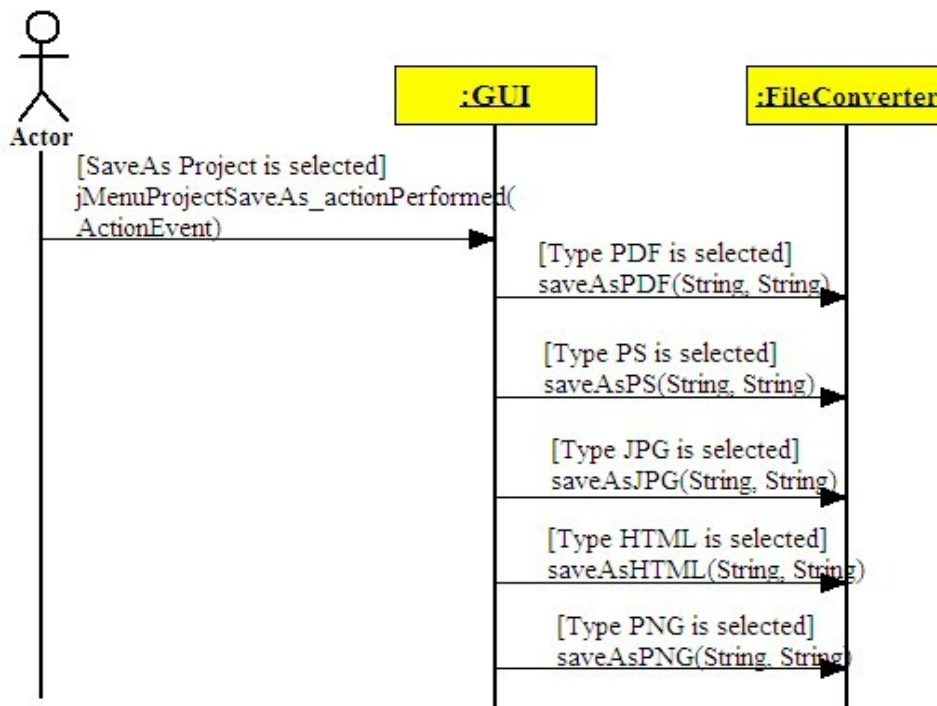 :GUI
:FileConverter
Actor
[SaveAs Project is selected]
jMenuProjectSaveAs_actionPerformed(
ActionEvent)
[Type PDF is selected]
saveAsPDF(String, String)
[Type PS is selected]
saveAsPS(String, String)
[Type JPG is selected]
saveAsJPG(String, String)
[Type HTML is selected]
saveAsHTML(String, String)
[Type PNG is selected]
saveAsPNG(String, String)